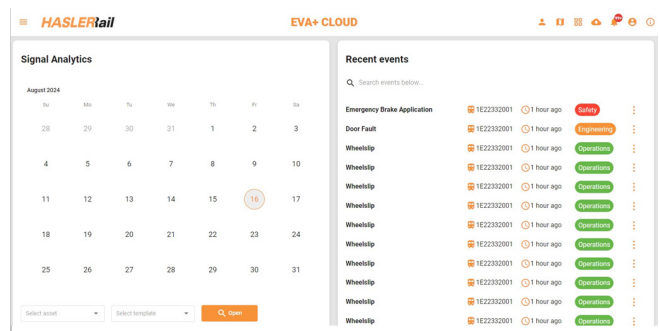 HASLERRail
EVA+ CLOUD
99+
Signal Analytics
August 2024
Su Mo Tu We Th Fr Sa
28 29 30 31 1 2 3
4 5 6 7 8 9 10
11 12 13 14 15 16 17
18 19 20 21 22 23 24
25 26 27 28 29 30 31
Select asset Select template Open
Recent events
Search events below...
Emergency Brake Application 1E22332001 1 hour ago Safety
Door Fault 1E22332001 1 hour ago Engineering
Wheelslip 1E22332001 1 hour ago Operations
Wheelslip 1E22332001 1 hour ago Operations
Wheelslip 1E22332001 1 hour ago Operations
Wheelslip 1E22332001 1 hour ago Operations
Wheelslip 1E22332001 1 hour ago Operations
Wheelslip 1E22332001 1 hour ago Operations
Wheelslip 1E22332001 1 hour ago Operations
Wheelslip 1E22332001 1 hour ago Operations
Wheelslip 1E22332001 1 hour ago Operations
Wheelslip 1E22332001 1 hour ago Operations